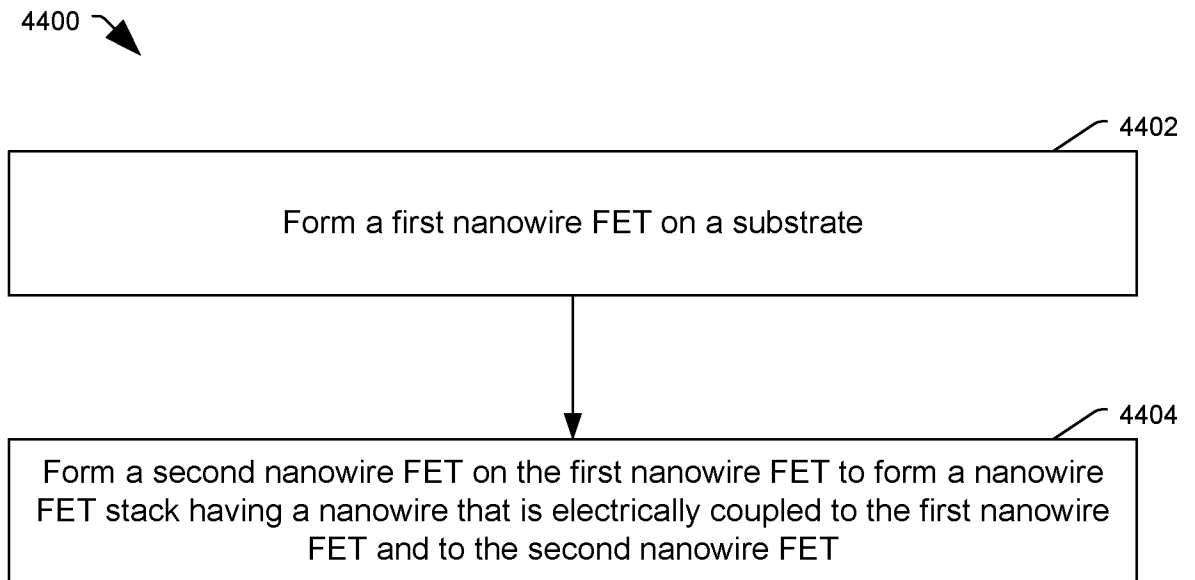 4400
4402
Form a first nanowire FET on a substrate
4404
Form a second nanowire FET on the first nanowire FET to form a nanowire
FET stack having a nanowire that is electrically coupled to the first nanowire
FET and to the second nanowire FET